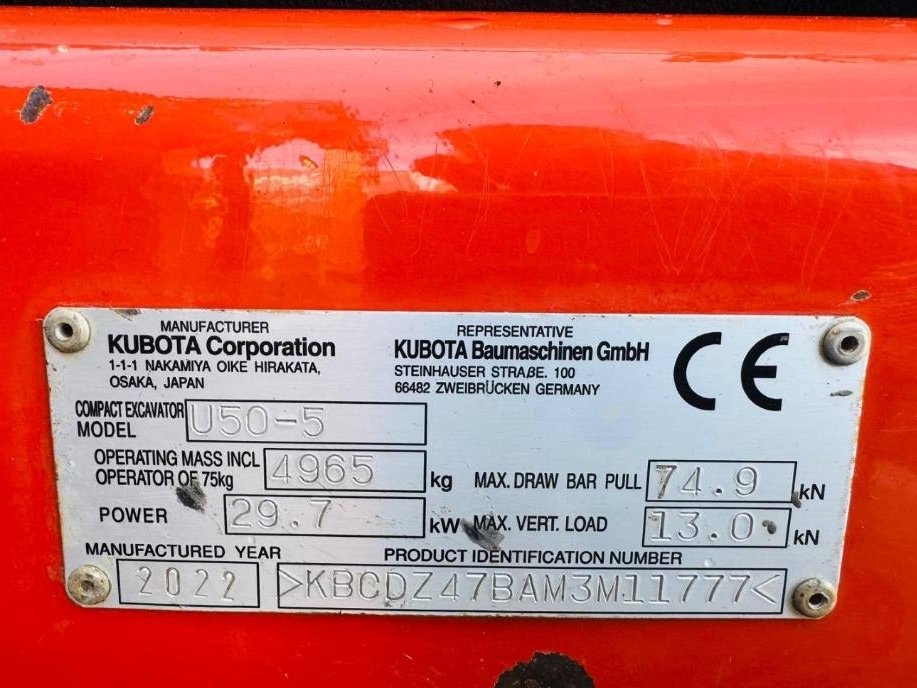 MANUFACTURER
KUBOTA Corporation
1-1-1 NAKAMIYA OIKE HIRAKATA,
OSAKA, JAPAN
REPRESENTATIVE
KUBOTA Baumaschinen GmbH
STEINHAUSER STRAßE. 100
66482 ZWEIBRÜCKEN GERMANY
CE
COMPACT EXCAVATOR
MODEL U50-5
OPERATING MASS INCL
OPERATOR OF 75kg 4965 kg
MAX. DRAW BAR PULL 74.9 kN
POWER 29.7 kW
MAX. VERT. LOAD 13.0 kN
MANUFACTURED YEAR
2022
PRODUCT IDENTIFICATION NUMBER
>KBCDZ47BAM3M11777<